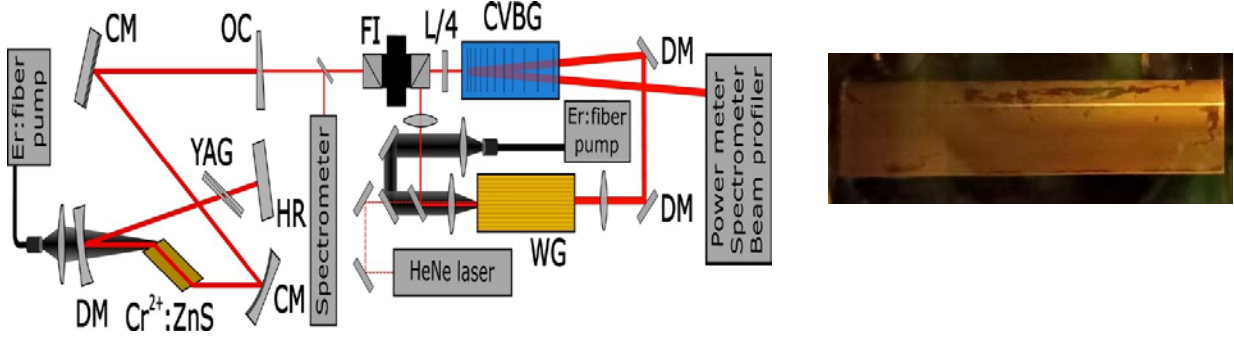 CM
OC
FI
L/4
CVBG
DM
Er:fiber
pump
YAG
HR
Spectrometer
Er:fiber
pump
Power meter
Spectrometer
Beam profiler
DM
WG
HeNe laser
DM
Cr²⁺:ZnS
CM